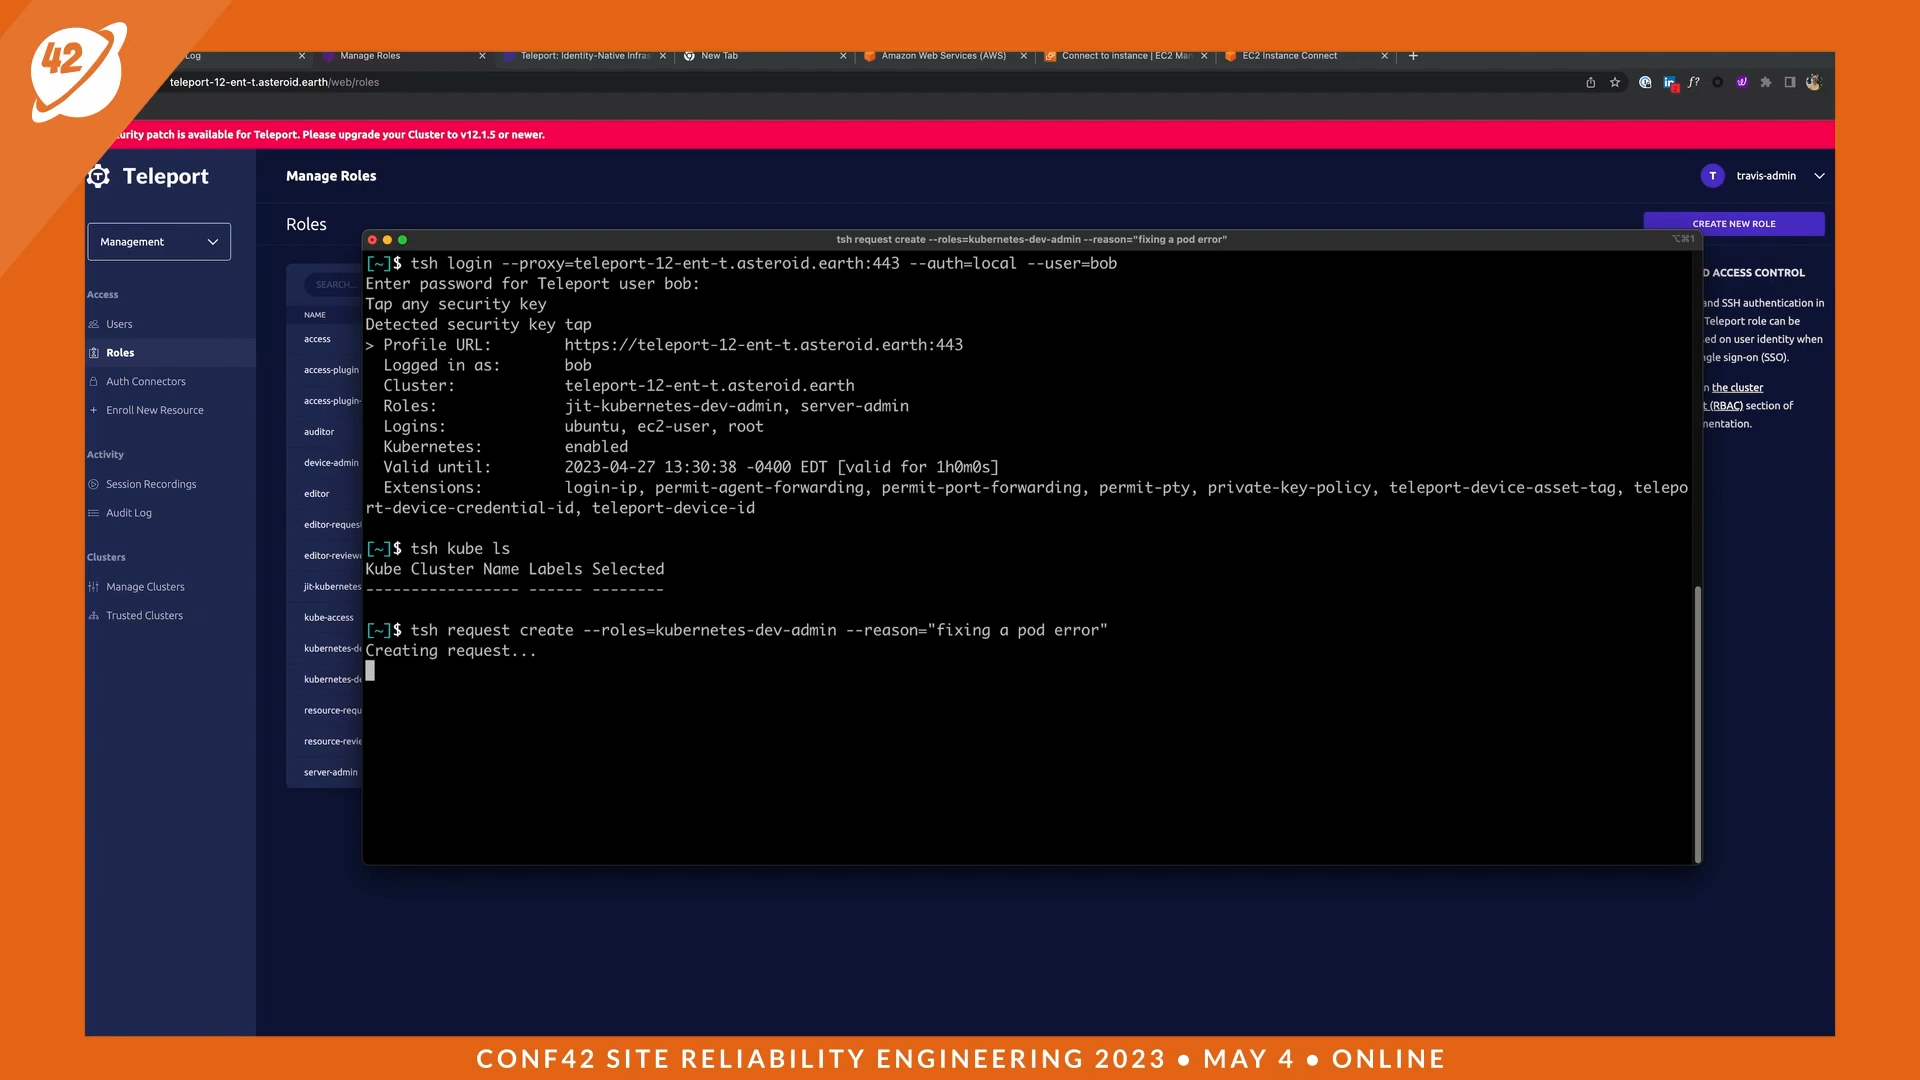 42
Log
Manage Roles
Teleport: Identity-Native Infras
New Tab
Amazon Web Services (AWS)
Connect to instance | EC2 Man
EC2 Instance Connect
teleport-12-ent-t.asteroid.earth/web/roles
urity patch is available for Teleport. Please upgrade your Cluster to v12.1.5 or newer.
Teleport
Manage Roles
T travis-admin
Management
Roles
CREATE NEW ROLE
Access
Users
Roles
Auth Connectors
Enroll New Resource
Activity
Session Recordings
Audit Log
Clusters
Manage Clusters
Trusted Clusters
SEARCH...
NAME
access
access-plugin
access-plugin-
auditor
device-admin
editor
editor-reques
editor-reviewe
jit-kubernetes
kube-access
kubernetes-de
kubernetes-de
resource-requ
resource-revie
server-admin
tsh request create --roles=kubernetes-dev-admin --reason="fixing a pod error"
⌥⌘1
[~]$ tsh login --proxy=teleport-12-ent-t.asteroid.earth:443 --auth=local --user=bob
Enter password for Teleport user bob:
Tap any security key
Detected security key tap
> Profile URL: https://teleport-12-ent-t.asteroid.earth:443
Logged in as: bob
Cluster: teleport-12-ent-t.asteroid.earth
Roles: jit-kubernetes-dev-admin, server-admin
Logins: ubuntu, ec2-user, root
Kubernetes: enabled
Valid until: 2023-04-27 13:30:38 -0400 EDT [valid for 1h0m0s]
Extensions: login-ip, permit-agent-forwarding, permit-port-forwarding, permit-pty, private-key-policy, teleport-device-asset-tag, telepo
rt-device-credential-id, teleport-device-id
[~]$ tsh kube ls
Kube Cluster Name Labels Selected
----------------- ------ --------
[~]$ tsh request create --roles=kubernetes-dev-admin --reason="fixing a pod error"
Creating request...
D ACCESS CONTROL
and SSH authentication in
Teleport role can be
ed on user identity when
gle sign-on (SSO).
n the cluster
t (RBAC) section of
mentation.
CONF42 SITE RELIABILITY ENGINEERING 2023 • MAY 4 • ONLINE